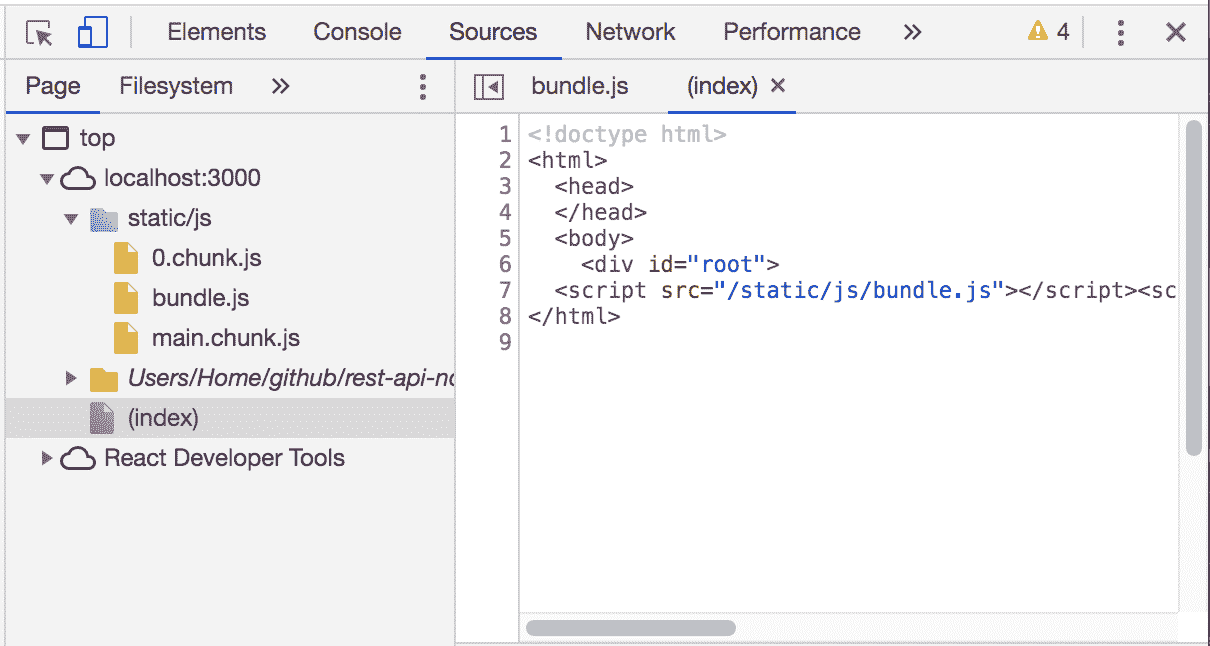 Elements Console Sources Network Performance » 4
Page Filesystem »
bundle.js (index) ×
top
localhost:3000
static/js
0.chunk.js
bundle.js
main.chunk.js
Users/Home/github/rest-api-no
(index)
React Developer Tools
1 <!doctype html>
2 <html>
3 <head>
4 </head>
5 <body>
6 <div id="root">
7 <script src="/static/js/bundle.js"></script><sc
8 </html>
9